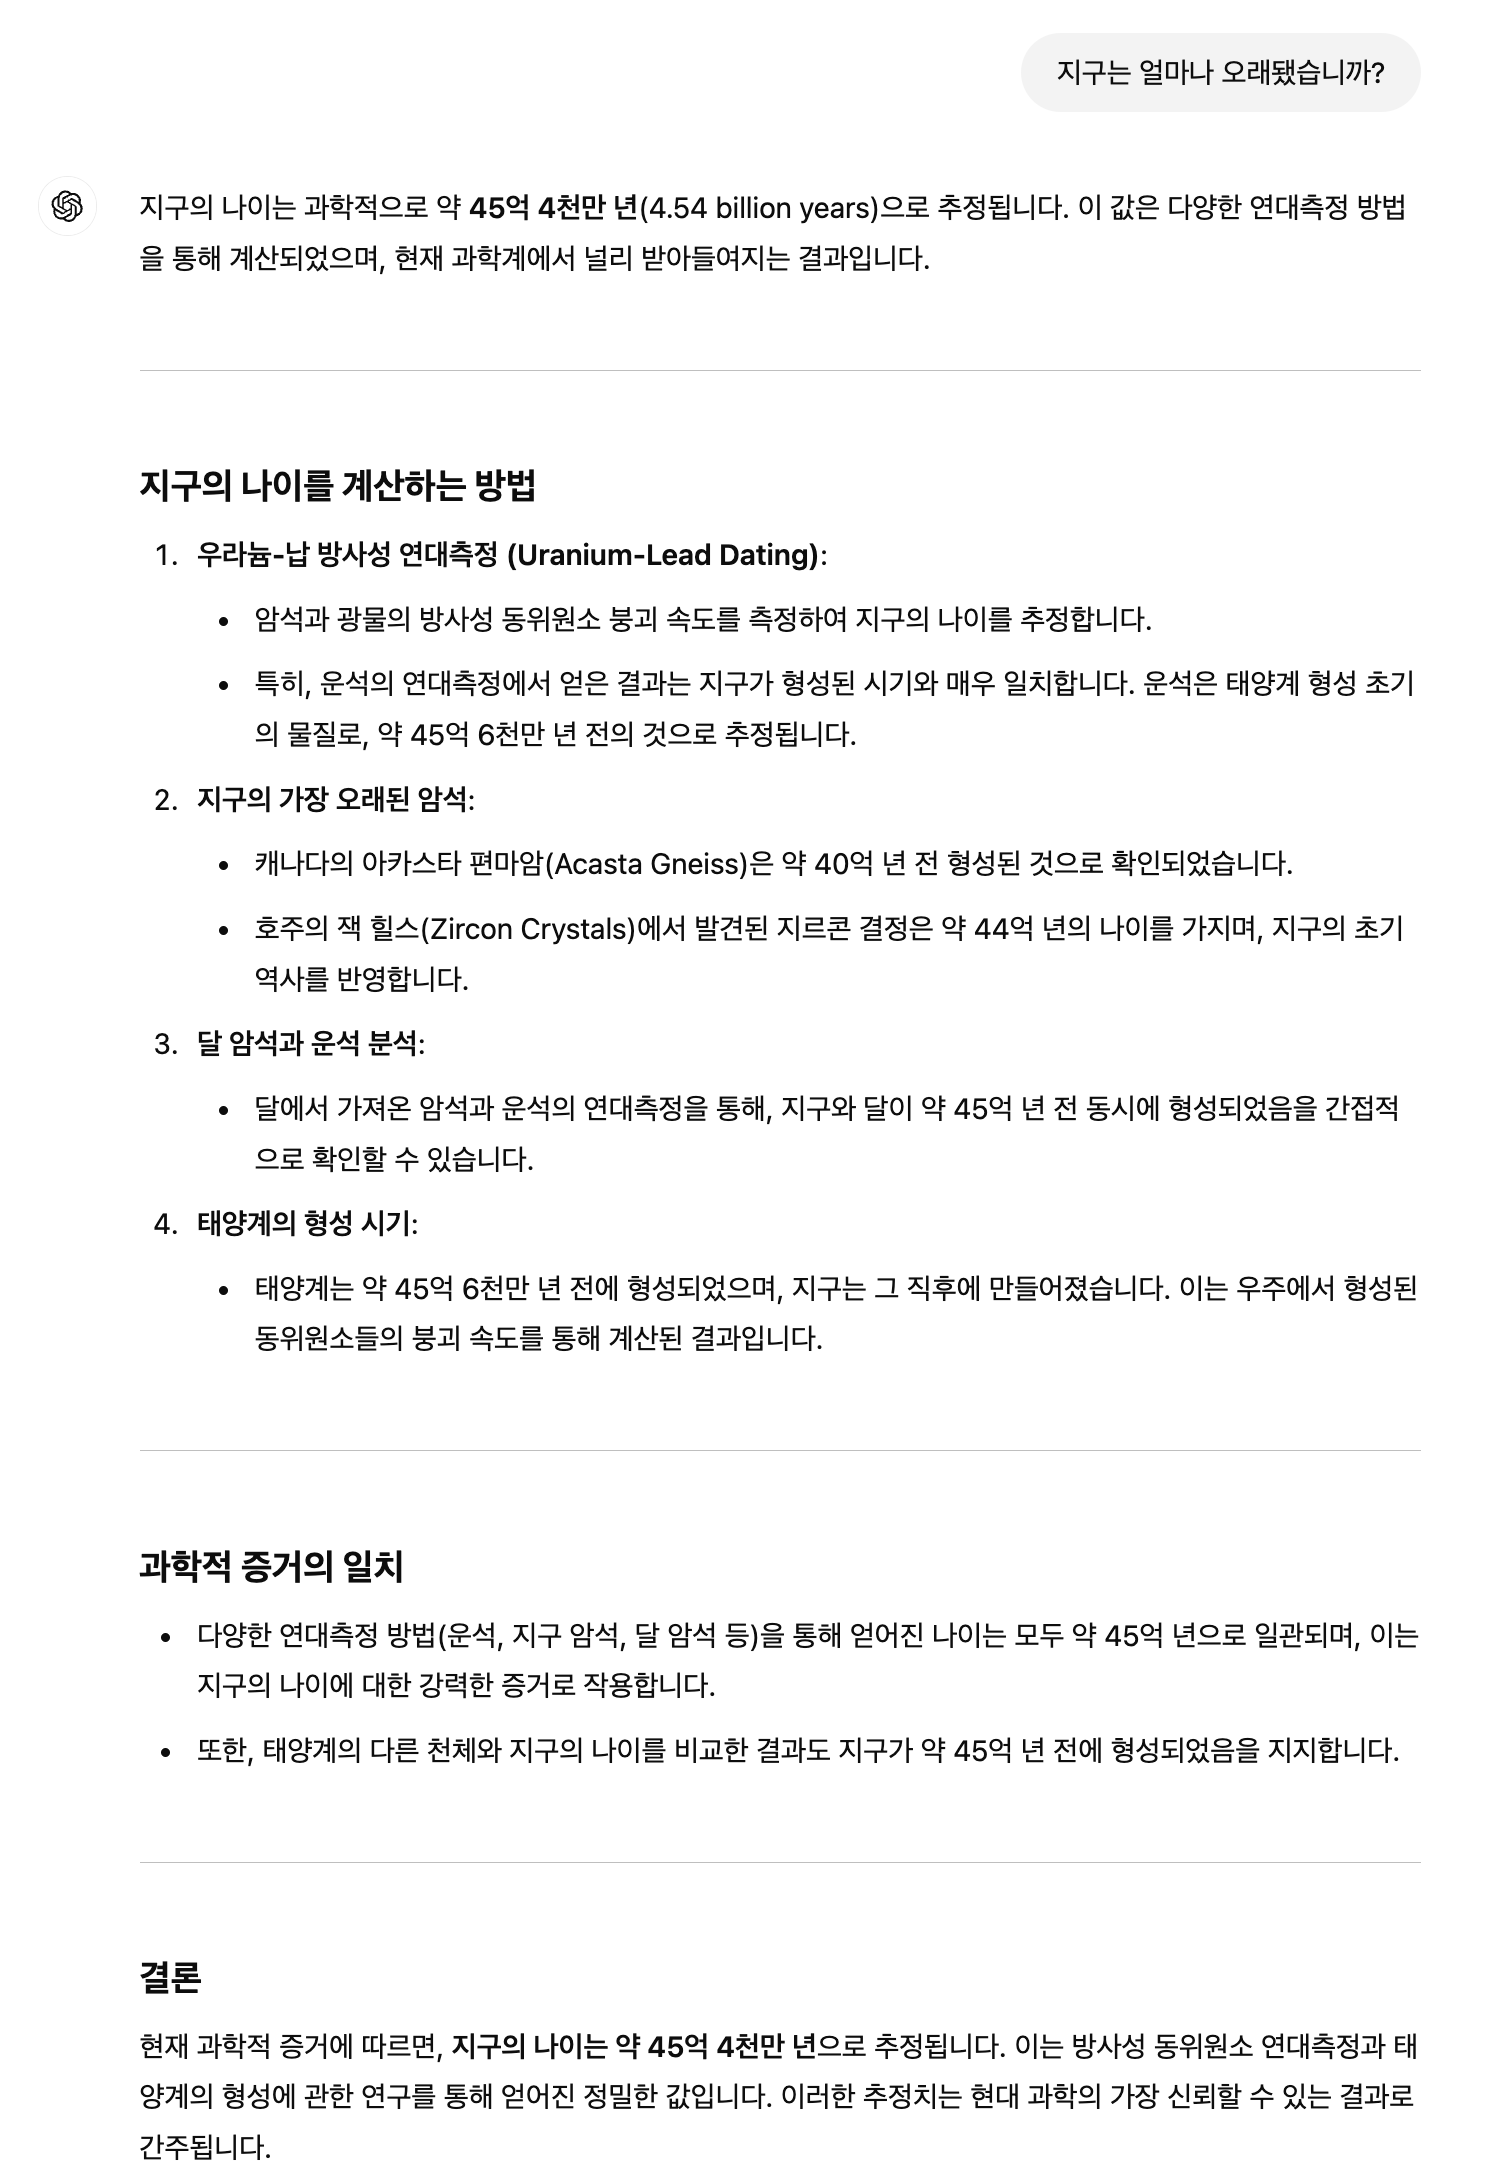 지구는 얼마나 오래됐습니까?
지구의 나이는 과학적으로 약 45억 4천만 년(4.54 billion years)으로 추정됩니다. 이 값은 다양한 연대측정 방법
을 통해 계산되었으며, 현재 과학계에서 널리 받아들여지는 결과입니다.
지구의 나이를 계산하는 방법
1. 우라늄-납 방사성 연대측정 (Uranium-Lead Dating):
• 암석과 광물의 방사성 동위원소 붕괴 속도를 측정하여 지구의 나이를 추정합니다.
• 특히, 운석의 연대측정에서 얻은 결과는 지구가 형성된 시기와 매우 일치합니다. 운석은 태양계 형성 초기
의 물질로, 약 45억 6천만 년 전의 것으로 추정됩니다.
2. 지구의 가장 오래된 암석:
• 캐나다의 아카스타 편마암(Acasta Gneiss)은 약 40억 년 전 형성된 것으로 확인되었습니다.
• 호주의 잭 힐스(Zircon Crystals)에서 발견된 지르콘 결정은 약 44억 년의 나이를 가지며, 지구의 초기
역사를 반영합니다.
3. 달 암석과 운석 분석:
• 달에서 가져온 암석과 운석의 연대측정을 통해, 지구와 달이 약 45억 년 전 동시에 형성되었음을 간접적
으로 확인할 수 있습니다.
4. 태양계의 형성 시기:
• 태양계는 약 45억 6천만 년 전에 형성되었으며, 지구는 그 직후에 만들어졌습니다. 이는 우주에서 형성된
동위원소들의 붕괴 속도를 통해 계산된 결과입니다.
과학적 증거의 일치
• 다양한 연대측정 방법(운석, 지구 암석, 달 암석 등)을 통해 얻어진 나이는 모두 약 45억 년으로 일관되며, 이는
지구의 나이에 대한 강력한 증거로 작용합니다.
• 또한, 태양계의 다른 천체와 지구의 나이를 비교한 결과도 지구가 약 45억 년 전에 형성되었음을 지지합니다.
결론
현재 과학적 증거에 따르면, 지구의 나이는 약 45억 4천만 년으로 추정됩니다. 이는 방사성 동위원소 연대측정과 태
양계의 형성에 관한 연구를 통해 얻어진 정밀한 값입니다. 이러한 추정치는 현대 과학의 가장 신뢰할 수 있는 결과로
간주됩니다.